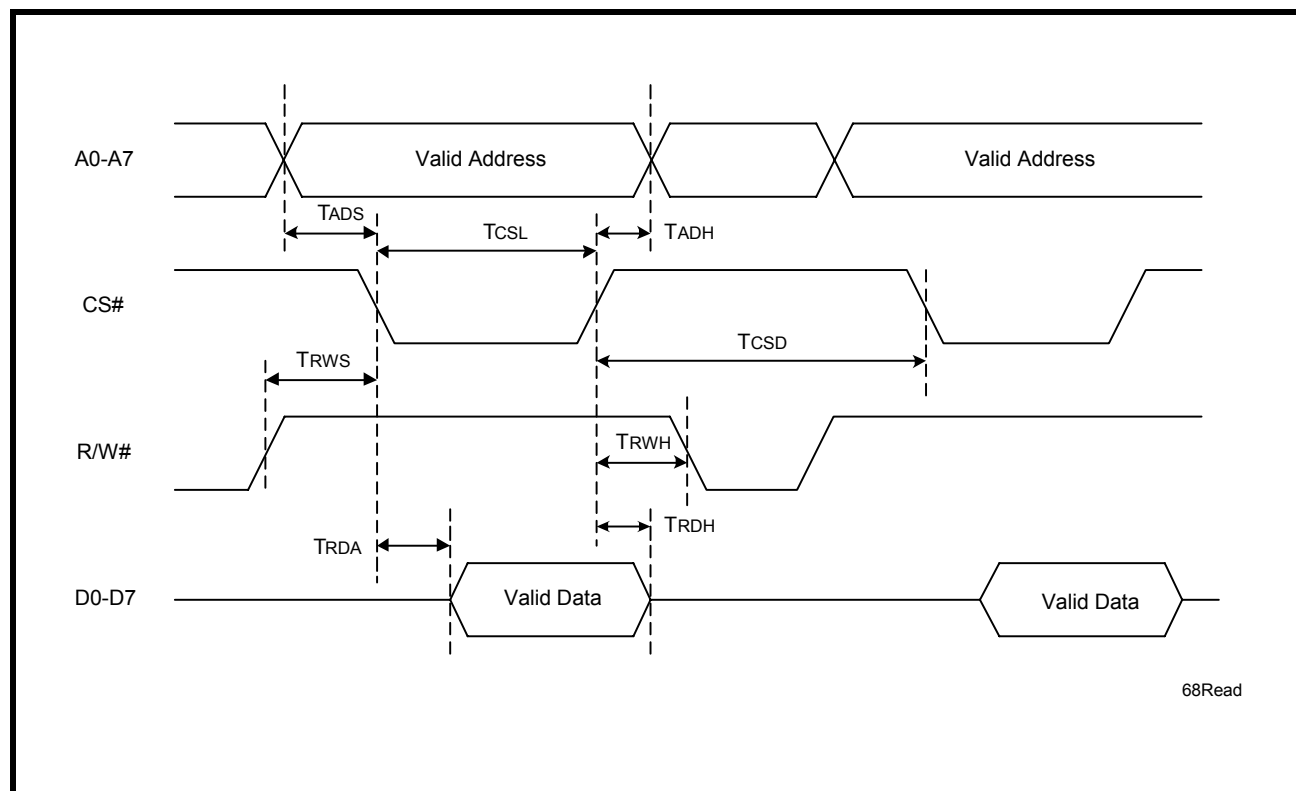 A0-A7
Valid Address
Valid Address
TADS
TCSL
TADH
CS#
TCSD
TRWS
R/W#
TRWH
TRDH
TRDA
D0-D7
Valid Data
Valid Data
68Read